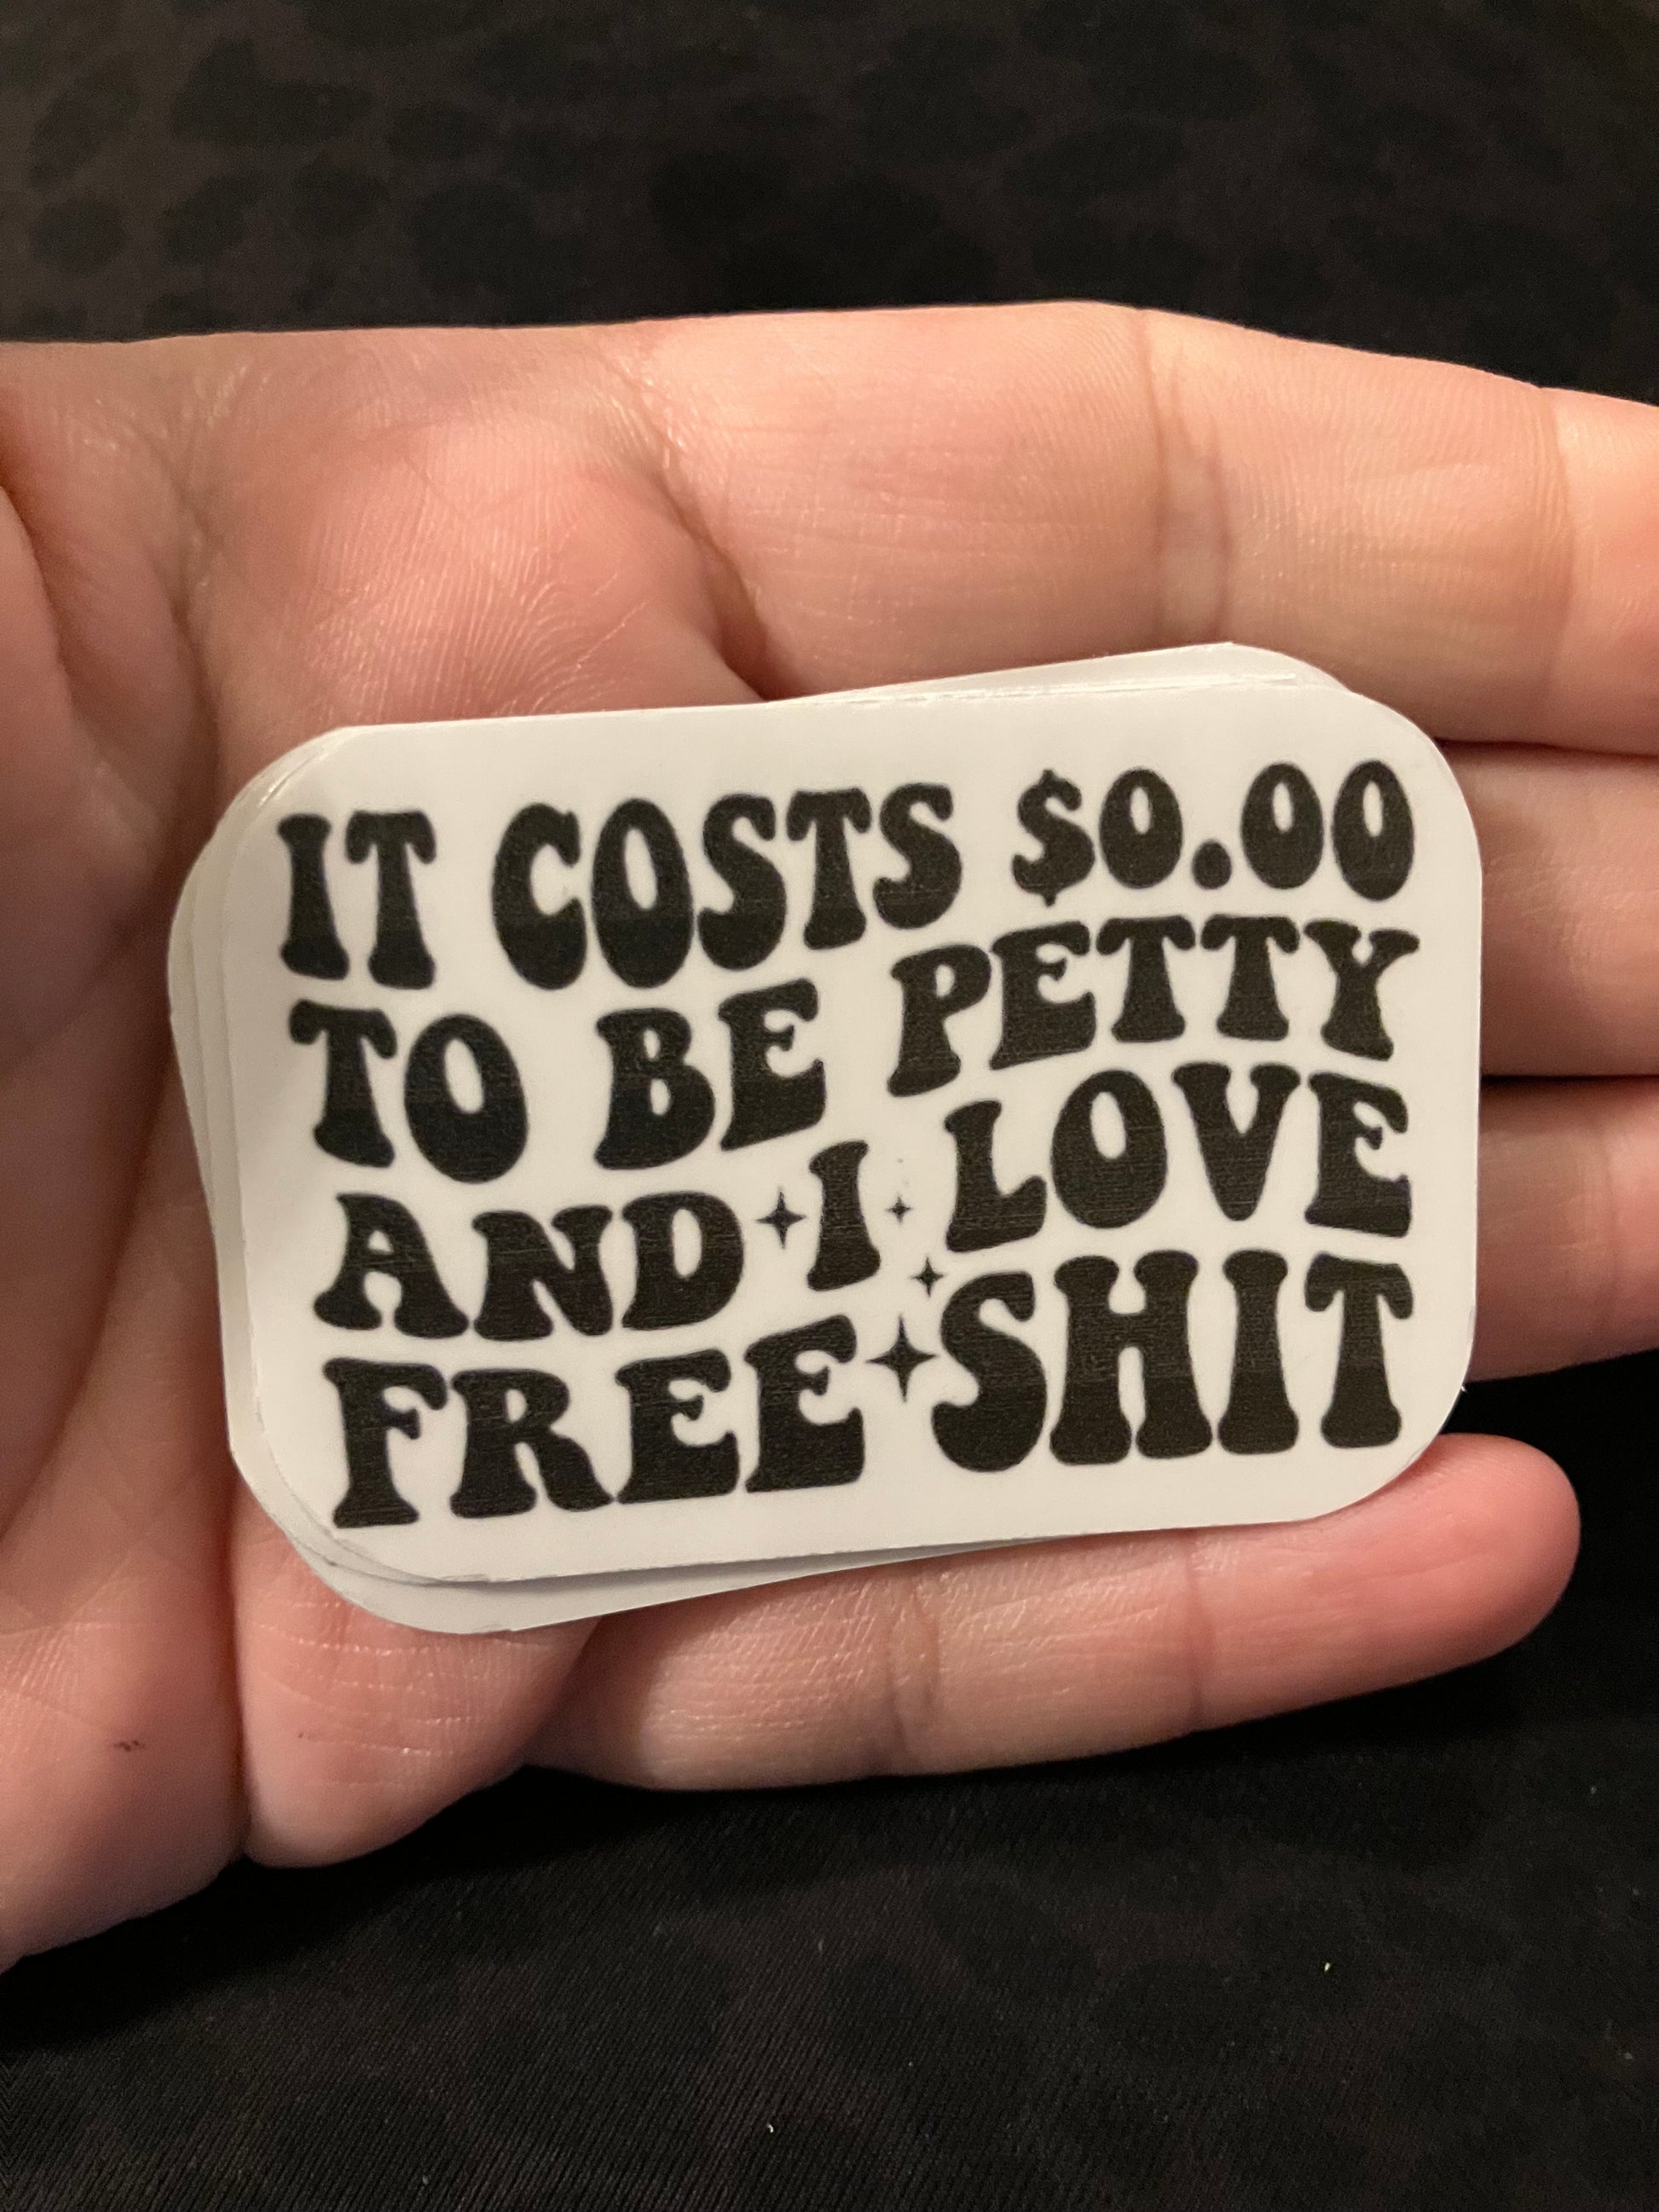 IT COSTS $0.00
TO BE PETTY
AND I LOVE
FREE SHIT